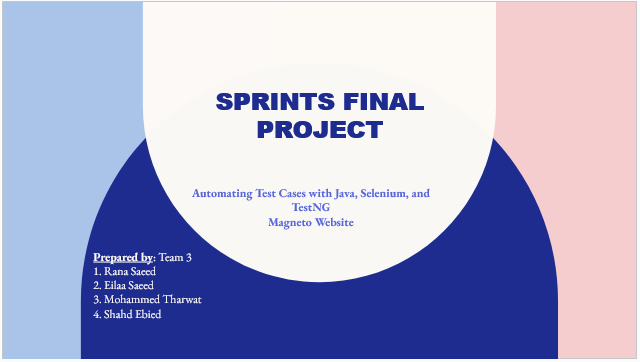 SPRINTS FINAL
PROJECT
Automating Test Cases with Java, Selenium, and
TestNG
Magneto Website
Prepared by: Team 3
1. Rana Saeed
2. Eilaa Saeed
3. Mohammed Tharwat
4. Shahd Ebied